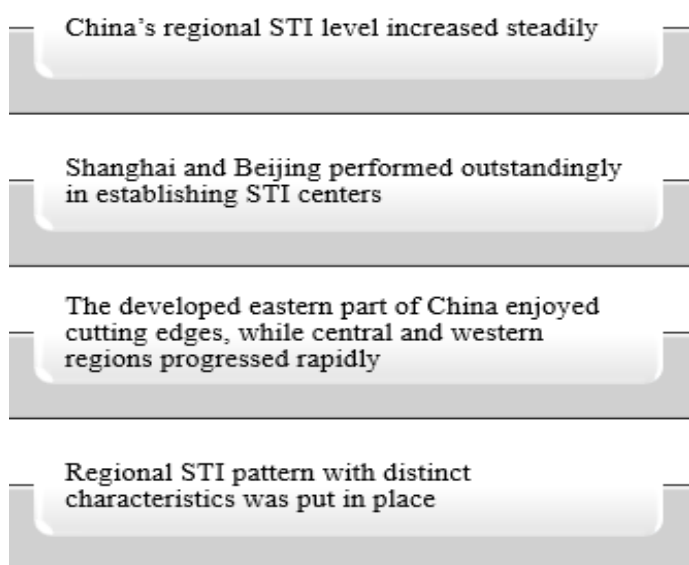 China’s regional STI level increased steadily
Shanghai and Beijing performed outstandingly
in establishing STI centers
The developed eastern part of China enjoyed
cutting edges, while central and western
regions progressed rapidly
Regional STI pattern with distinct
characteristics was put in place